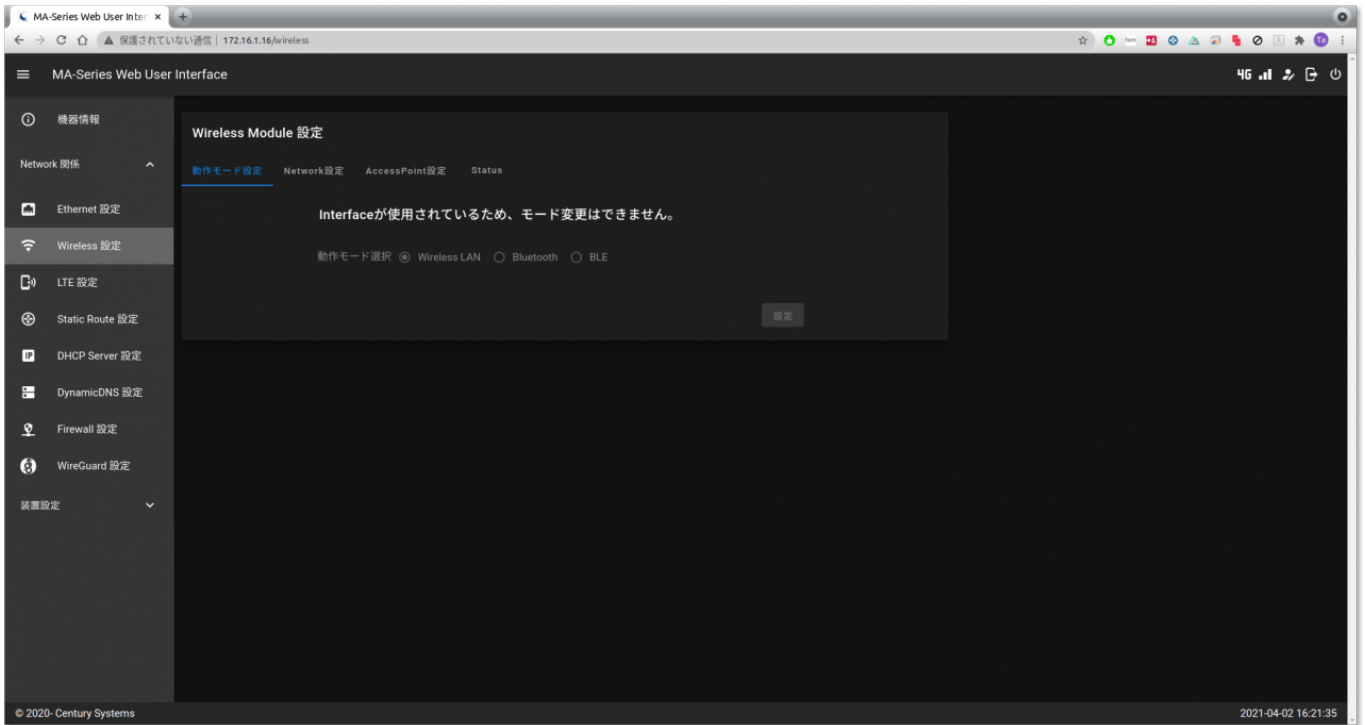 MA-Series Web User Inter
保護されていない通信 | 172.16.1.16/wireless
MA-Series Web User Interface
4G
機器情報
Network 関係
Ethernet 設定
Wireless 設定
LTE 設定
Static Route 設定
IP DHCP Server 設定
DynamicDNS 設定
Firewall 設定
WireGuard 設定
装置設定
Wireless Module 設定
動作モード設定 Network設定 AccessPoint設定 Status
Interfaceが使用されているため、モード変更はできません。
動作モード選択 Wireless LAN Bluetooth BLE
設定
© 2020- Century Systems
2021-04-02 16:21:35